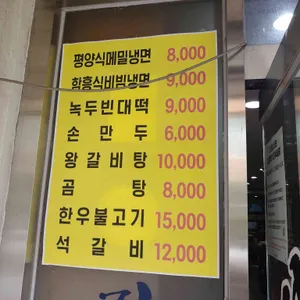 평양식메밀냉면 8,000
함흥식비빔냉면 9,000
녹두빈대떡 9,000
손만두 6,000
왕갈비탕 10,000
곰탕 8,000
한우불고기 15,000
석갈비 12,000